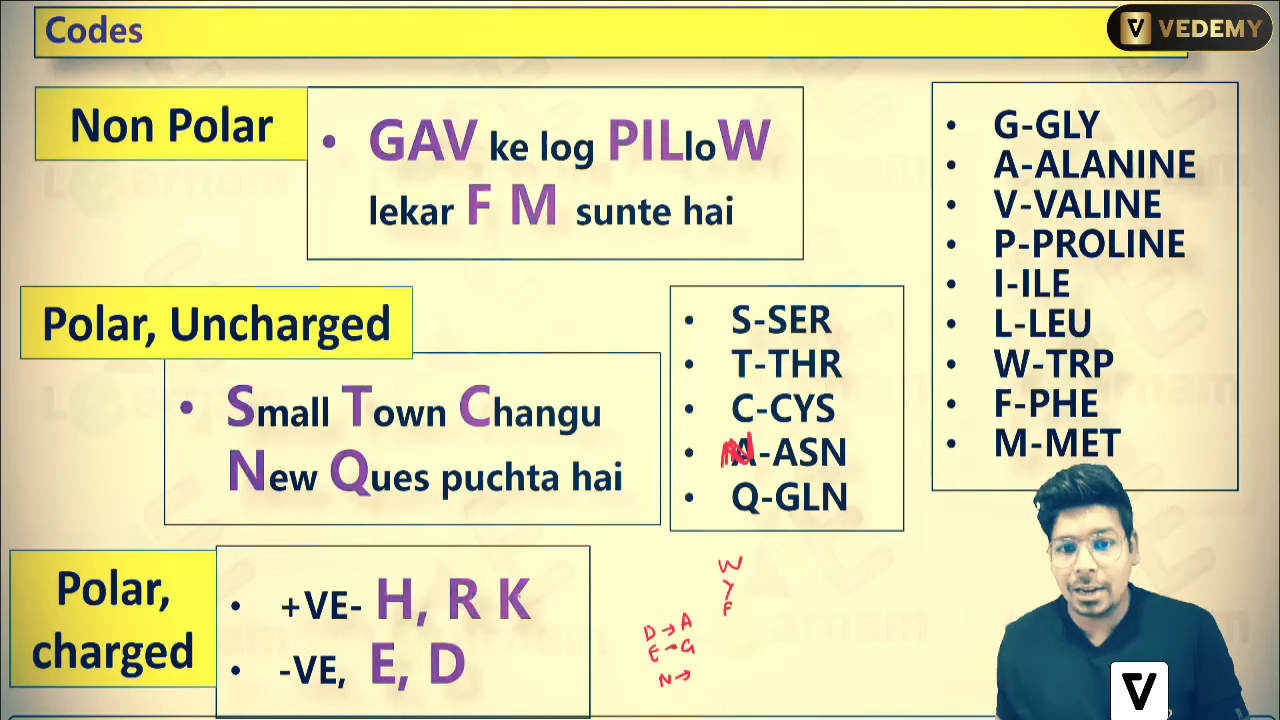 Codes
VEDEMY
Non Polar
• GAV ke log PILloW
lekar F M sunte hai
• G-GLY
• A-ALANINE
• V-VALINE
• P-PROLINE
• I-ILE
• L-LEU
• W-TRP
• F-PHE
• M-MET
Polar, Uncharged
• Small Town Changu
New Ques puchta hai
• S-SER
• T-THR
• C-CYS
• N-ASN
• Q-GLN
Polar,
charged
• +VE- H, R K
• -VE, E, D
W
Y
F
D → A
E → G
N →